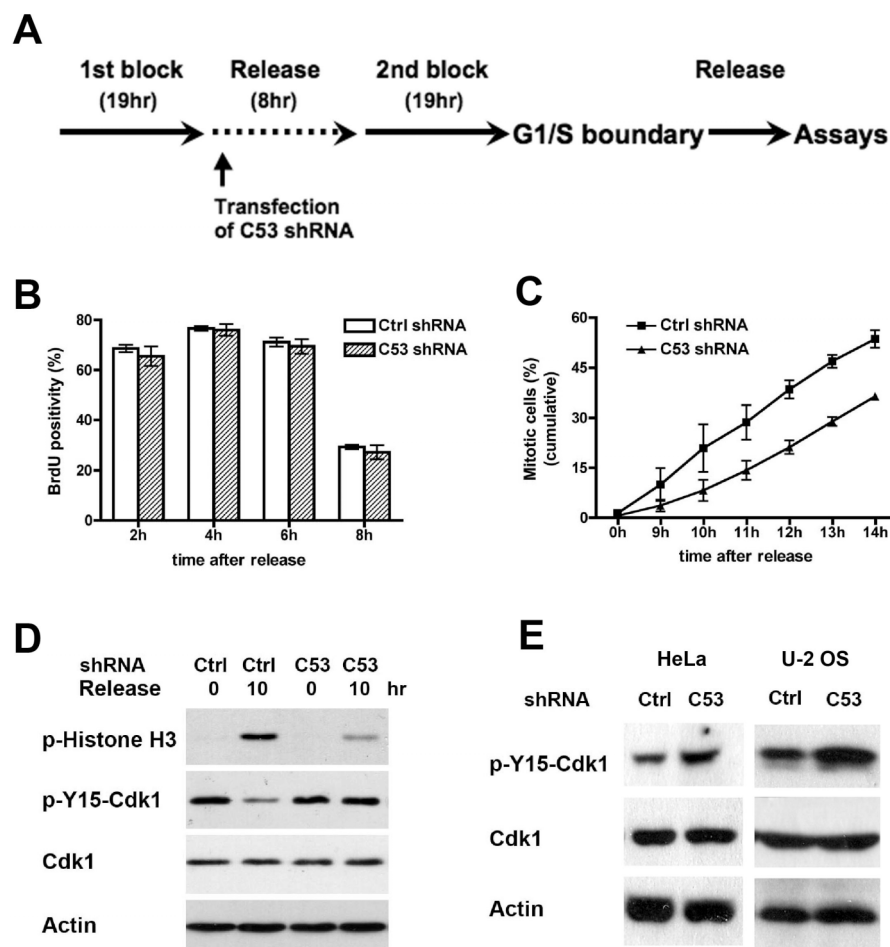 A
1st block
(19hr)
Release
(8hr)
2nd block
(19hr)
Release
G1/S boundary
Assays
Transfection
of C53 shRNA
B
BrdU positivity (%)
80
60
40
20
0
Ctrl shRNA
C53 shRNA
2h 4h 6h 8h
time after release
C
Mitotic cells (%)
(cumulative)
60
45
30
15
0
Ctrl shRNA
C53 shRNA
0h 9h 10h 11h 12h 13h 14h
time after release
D
shRNA Ctrl Ctrl C53 C53
Release 0 10 0 10 hr
p-Histone H3
p-Y15-Cdk1
Cdk1
Actin
E
HeLa U-2 OS
shRNA Ctrl C53 Ctrl C53
p-Y15-Cdk1
Cdk1
Actin